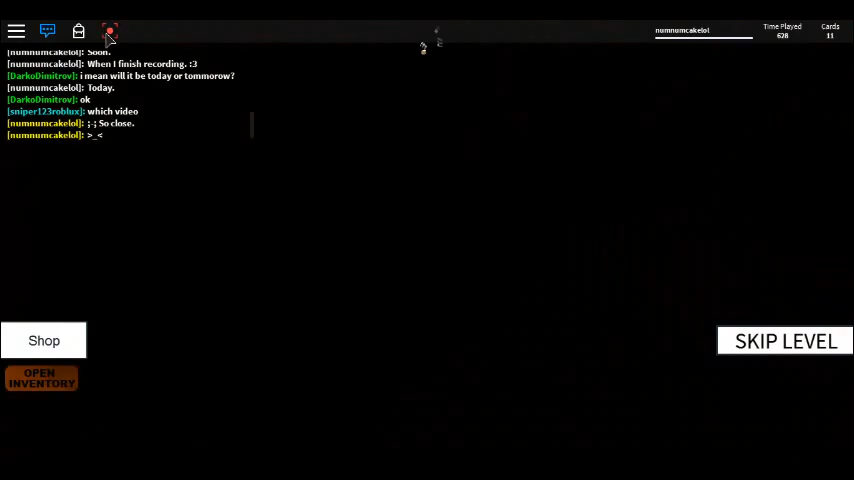 numnumcakelol
Time Played
628
Cards
11
[numnumcakelol]: Soon.
[numnumcakelol]: When I finish recording. :3
[DarkoDimitrov]: i mean will it be today or tommorow?
[numnumcakelol]: Today.
[DarkoDimitrov]: ok
[sniper123roblux]: which video
[numnumcakelol]: ;-; So close.
[numnumcakelol]: >_<
Shop
SKIP LEVEL
OPEN
INVENTORY